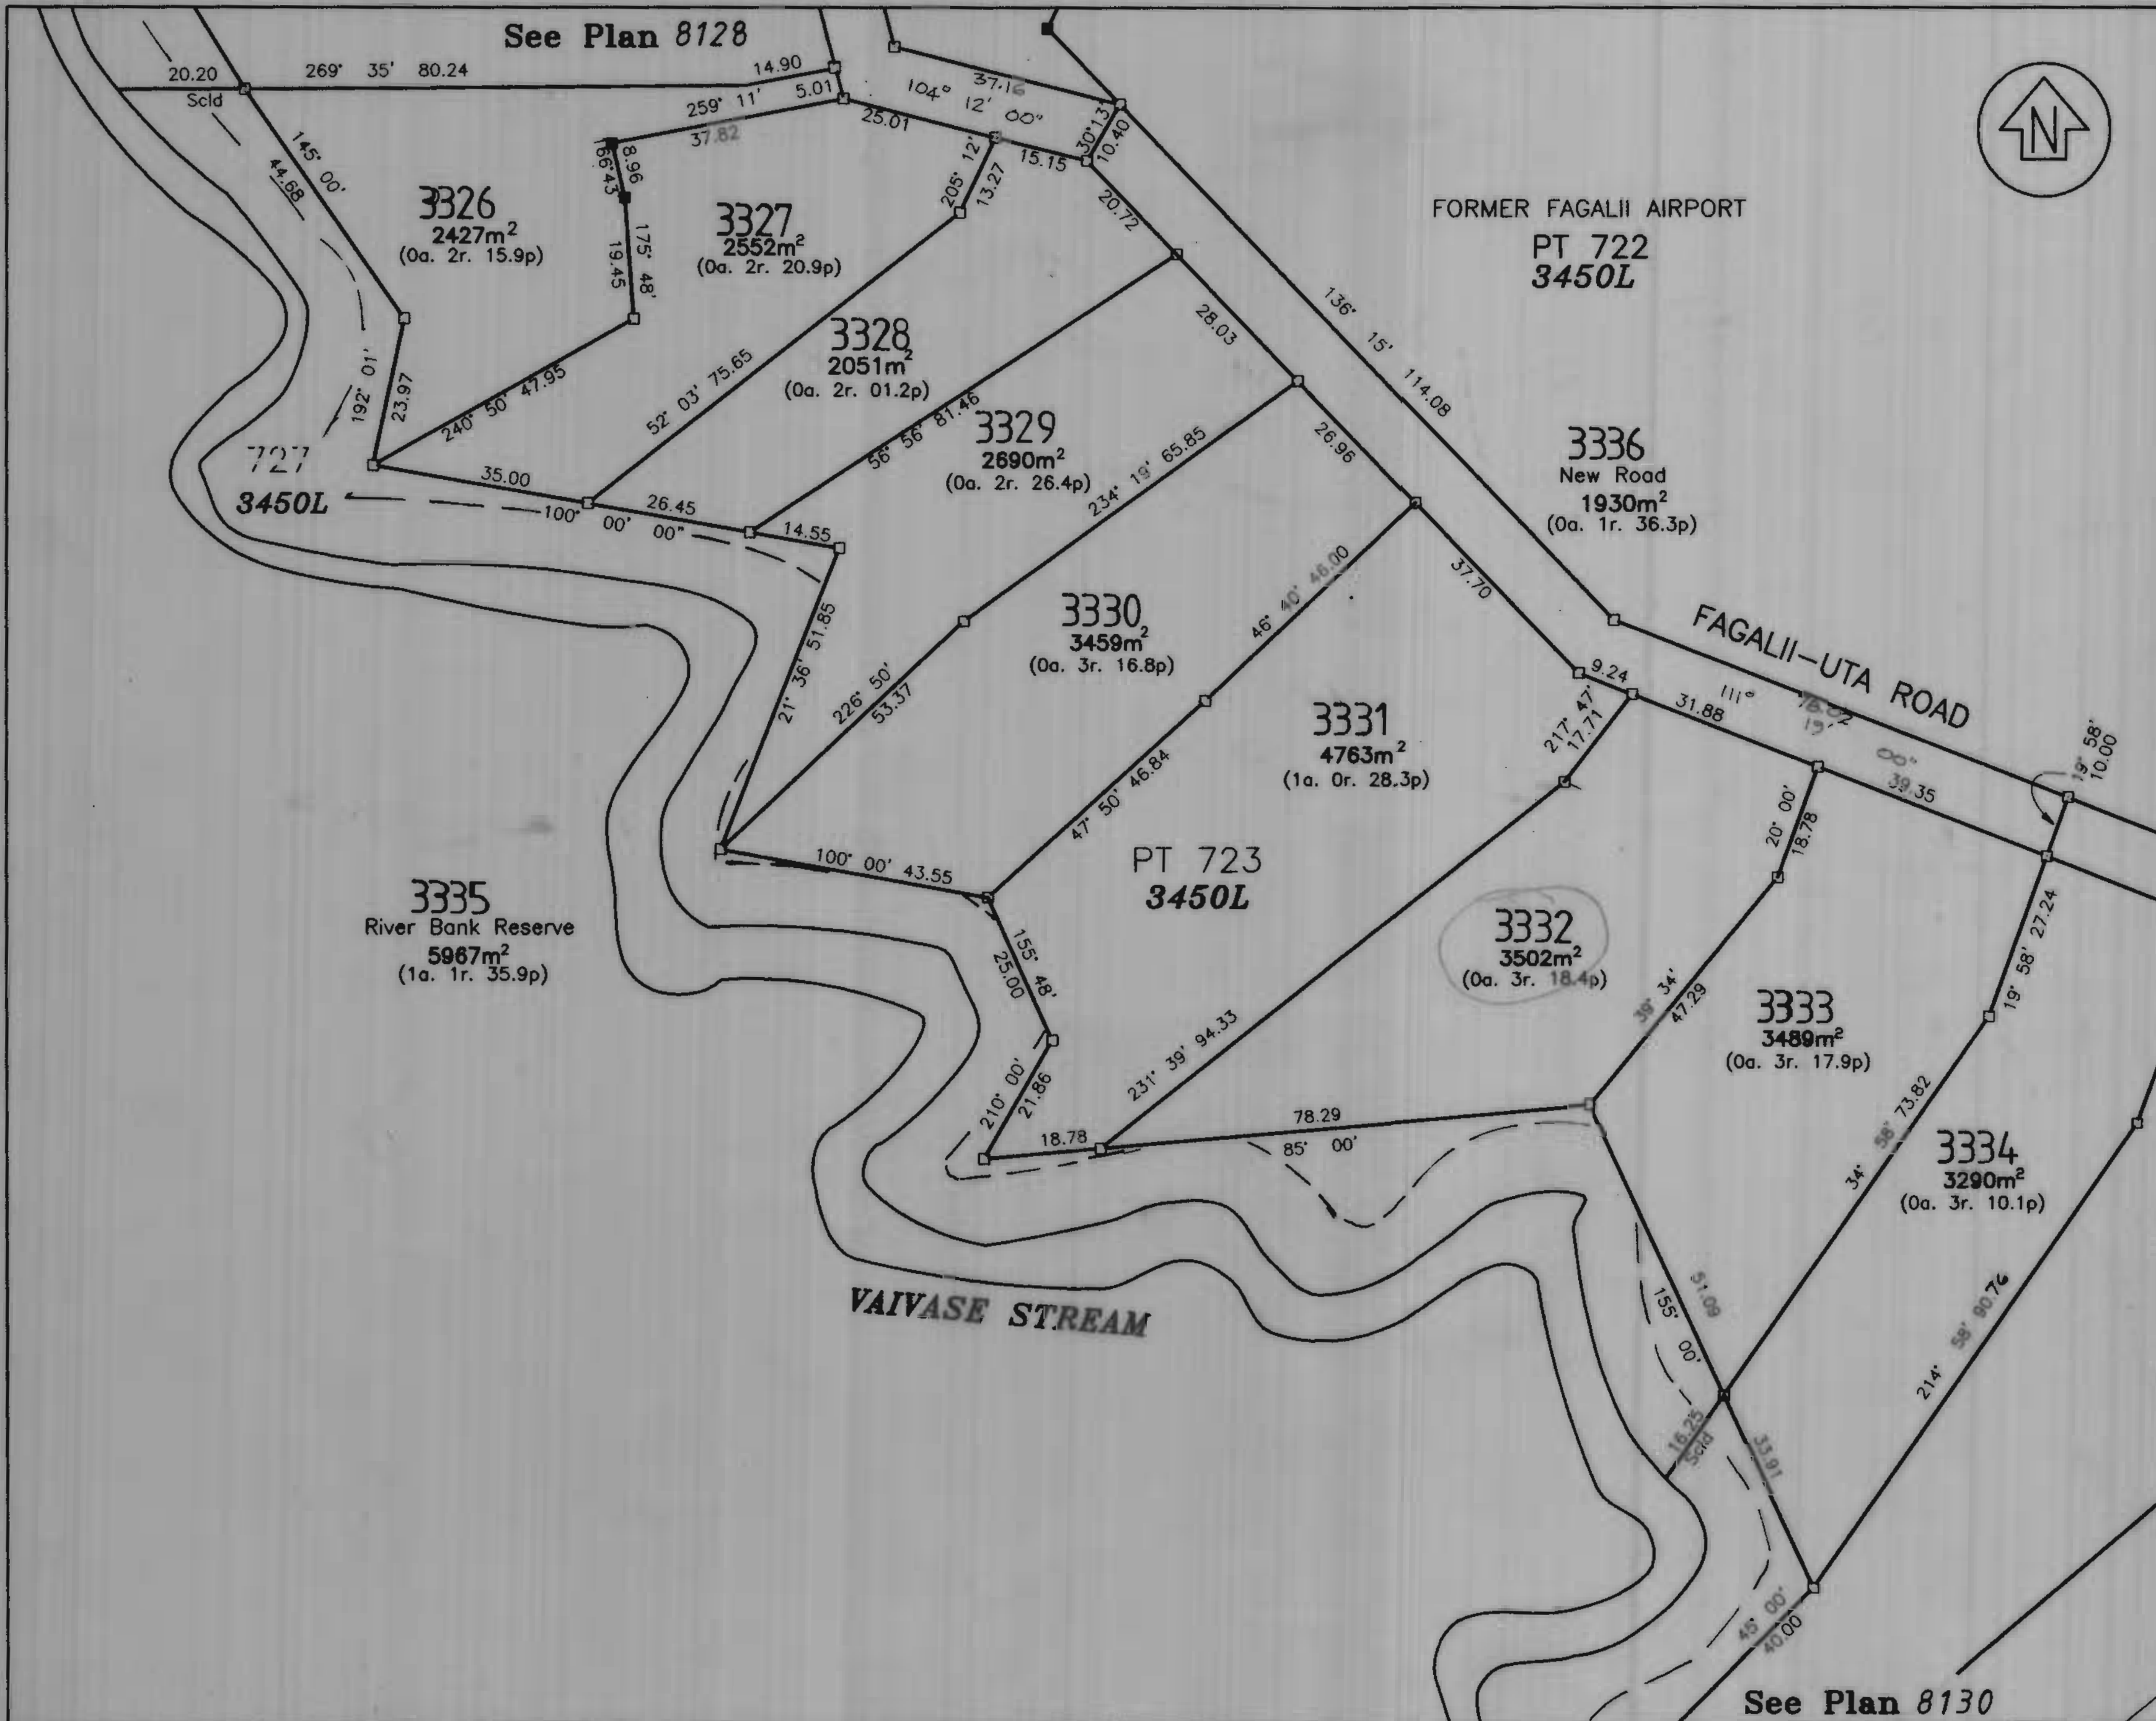 See Plan 8128
20.20
Scld
269° 35' 80.24
14.90
5.01
259° 11'
37.82
37.16
104° 12' 00"
25.01
15.15
30° 13'
10.40
145° 00'
44.68
166° 43'
8.96
175° 48'
19.45
205° 12'
13.27
20.72
N
3326
2427m²
(0a. 2r. 15.9p)
3327
2552m²
(0a. 2r. 20.9p)
FORMER FAGALII AIRPORT
PT 722
3450L
192° 01'
23.97
240° 50' 47.95
52° 03' 75.65
3328
2051m²
(0a. 2r. 01.2p)
28.03
136° 15' 114.08
56° 56' 81.46
3329
2690m²
(0a. 2r. 26.4p)
26.96
3336
New Road
1930m²
(0a. 1r. 36.3p)
727
3450L
35.00
26.45
100° 00' 00"
14.55
234° 19' 65.85
37.70
21° 36' 51.85
226° 50'
53.37
3330
3459m²
(0a. 3r. 16.8p)
46° 40' 46.00
FAGALII-UTA ROAD
9.24
31.88
111° 19' 00"
39.35
19° 58'
10.00
217° 47'
17.71
3331
4763m²
(1a. 0r. 28.3p)
47° 50' 46.84
20° 00'
18.78
100° 00' 43.55
PT 723
3450L
3335
River Bank Reserve
5967m²
(1a. 1r. 35.9p)
155° 48'
25.00
3332
3502m²
(0a. 3r. 18.4p)
19° 58' 27.24
39° 34'
47.29
3333
3489m²
(0a. 3r. 17.9p)
231° 39' 94.33
210° 00'
21.86
18.78
78.29
85° 00'
34° 58' 73.82
3334
3290m²
(0a. 3r. 10.1p)
VAIVASE STREAM
51.09
155° 00'
214° 58' 90.76
16.25
Scld
33.91
45° 00'
40.00
See Plan 8130